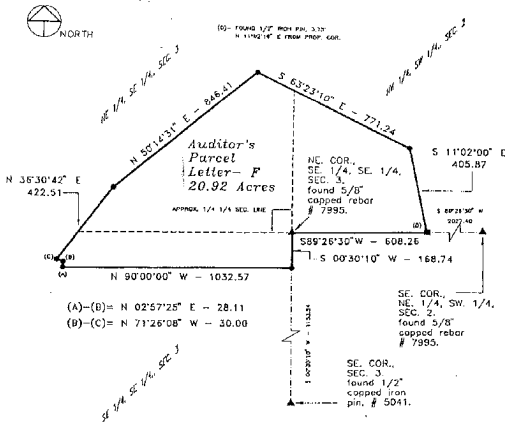 NORTH
(D)- FOUND 1/2" IRON PIN, 3.75'
N 11°02'14" E FROM PROP. COR.
NE 1/4, SE 1/4, SEC. 3
NW 1/4, SW 1/4, SEC. 2
S 63°23'10" E - 771.24
N 50°14'31" E - 846.41
Auditor's
Parcel
Letter- F
20.92 Acres
S 11°02'00" E
405.87
N 36°30'42" E
422.51
NE. COR.,
SE. 1/4, SE. 1/4,
SEC. 3,
found 5/8"
capped rebar
# 7995.
APPROX. 1/4 1/4 SEC. LINE
S 89°26'30" W
2027.40
(D)
S89°26'30"W - 608.26
(C)
(B)
(A)
S 00°30'10" W - 168.74
N 90°00'00" W - 1032.57
(A)-(B)= N 02°57'25" E - 28.11
(B)-(C)= N 71°26'08" W - 30.00
SE. COR.,
NE. 1/4, SW. 1/4,
SEC. 2,
found 5/8"
capped rebar
# 7995.
SE. COR.,
SEC. 3
found 1/2"
capped iron
pin. # 5041.
SE 1/4, SE 1/4, SEC. 3